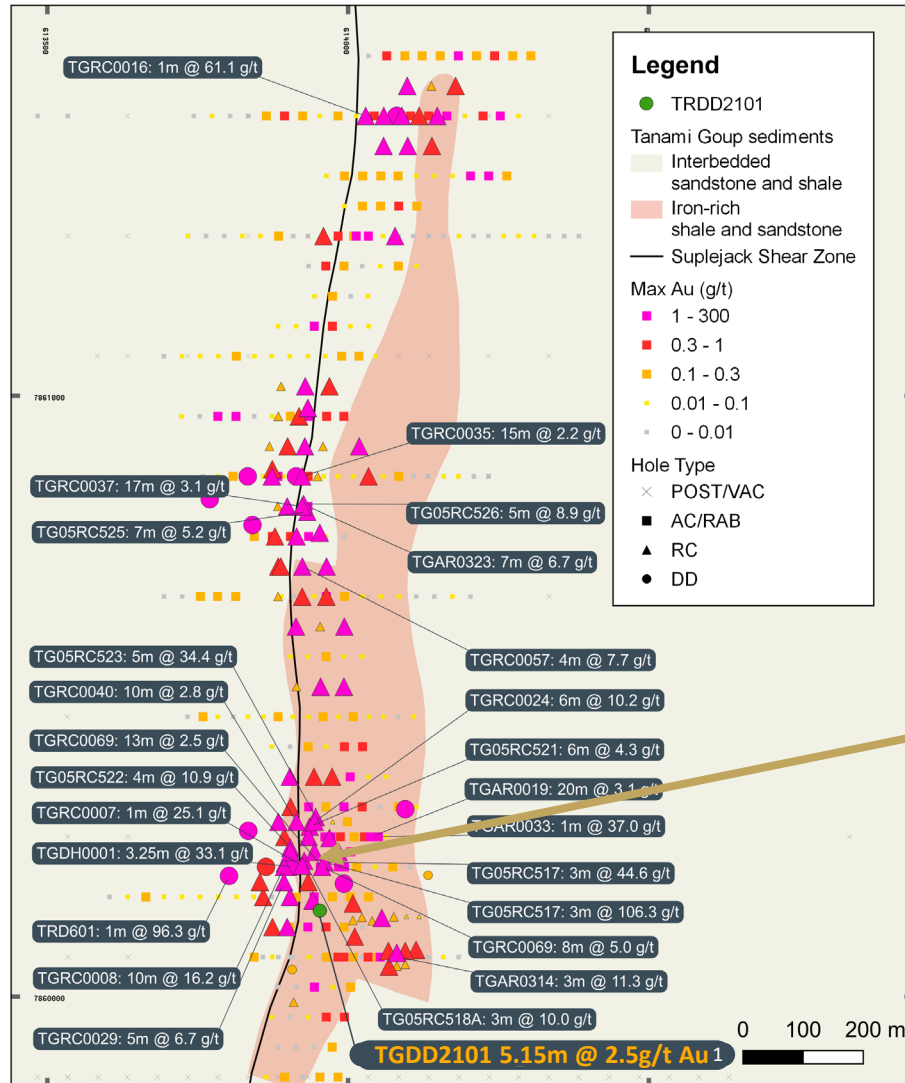 613500
614000
TGRC0016: 1m @ 61.1 g/t
Legend
TRDD2101
Tanami Goup sediments
Interbedded
sandstone and shale
Iron-rich
shale and sandstone
Suplejack Shear Zone
Max Au (g/t)
1 - 300
0.3 - 1
0.1 - 0.3
0.01 - 0.1
0 - 0.01
Hole Type
POST/VAC
AC/RAB
RC
DD
7861000
TGRC0035: 15m @ 2.2 g/t
TGRC0037: 17m @ 3.1 g/t
TG05RC526: 5m @ 8.9 g/t
TG05RC525: 7m @ 5.2 g/t
TGAR0323: 7m @ 6.7 g/t
TG05RC523: 5m @ 34.4 g/t
TGRC0057: 4m @ 7.7 g/t
TGRC0040: 10m @ 2.8 g/t
TGRC0024: 6m @ 10.2 g/t
TGRC0069: 13m @ 2.5 g/t
TG05RC521: 6m @ 4.3 g/t
TG05RC522: 4m @ 10.9 g/t
TGAR0019: 20m @ 3.1 g/t
TGRC0007: 1m @ 25.1 g/t
TGAR0033: 1m @ 37.0 g/t
TGDH0001: 3.25m @ 33.1 g/t
TG05RC517: 3m @ 44.6 g/t
TG05RC517: 3m @ 106.3 g/t
TRD601: 1m @ 96.3 g/t
TGRC0069: 8m @ 5.0 g/t
TGRC0008: 10m @ 16.2 g/t
TGAR0314: 3m @ 11.3 g/t
7860000
TG05RC518A: 3m @ 10.0 g/t
TGRC0029: 5m @ 6.7 g/t
TGDD2101 5.15m @ 2.5g/t Au 1
0 100 200 m